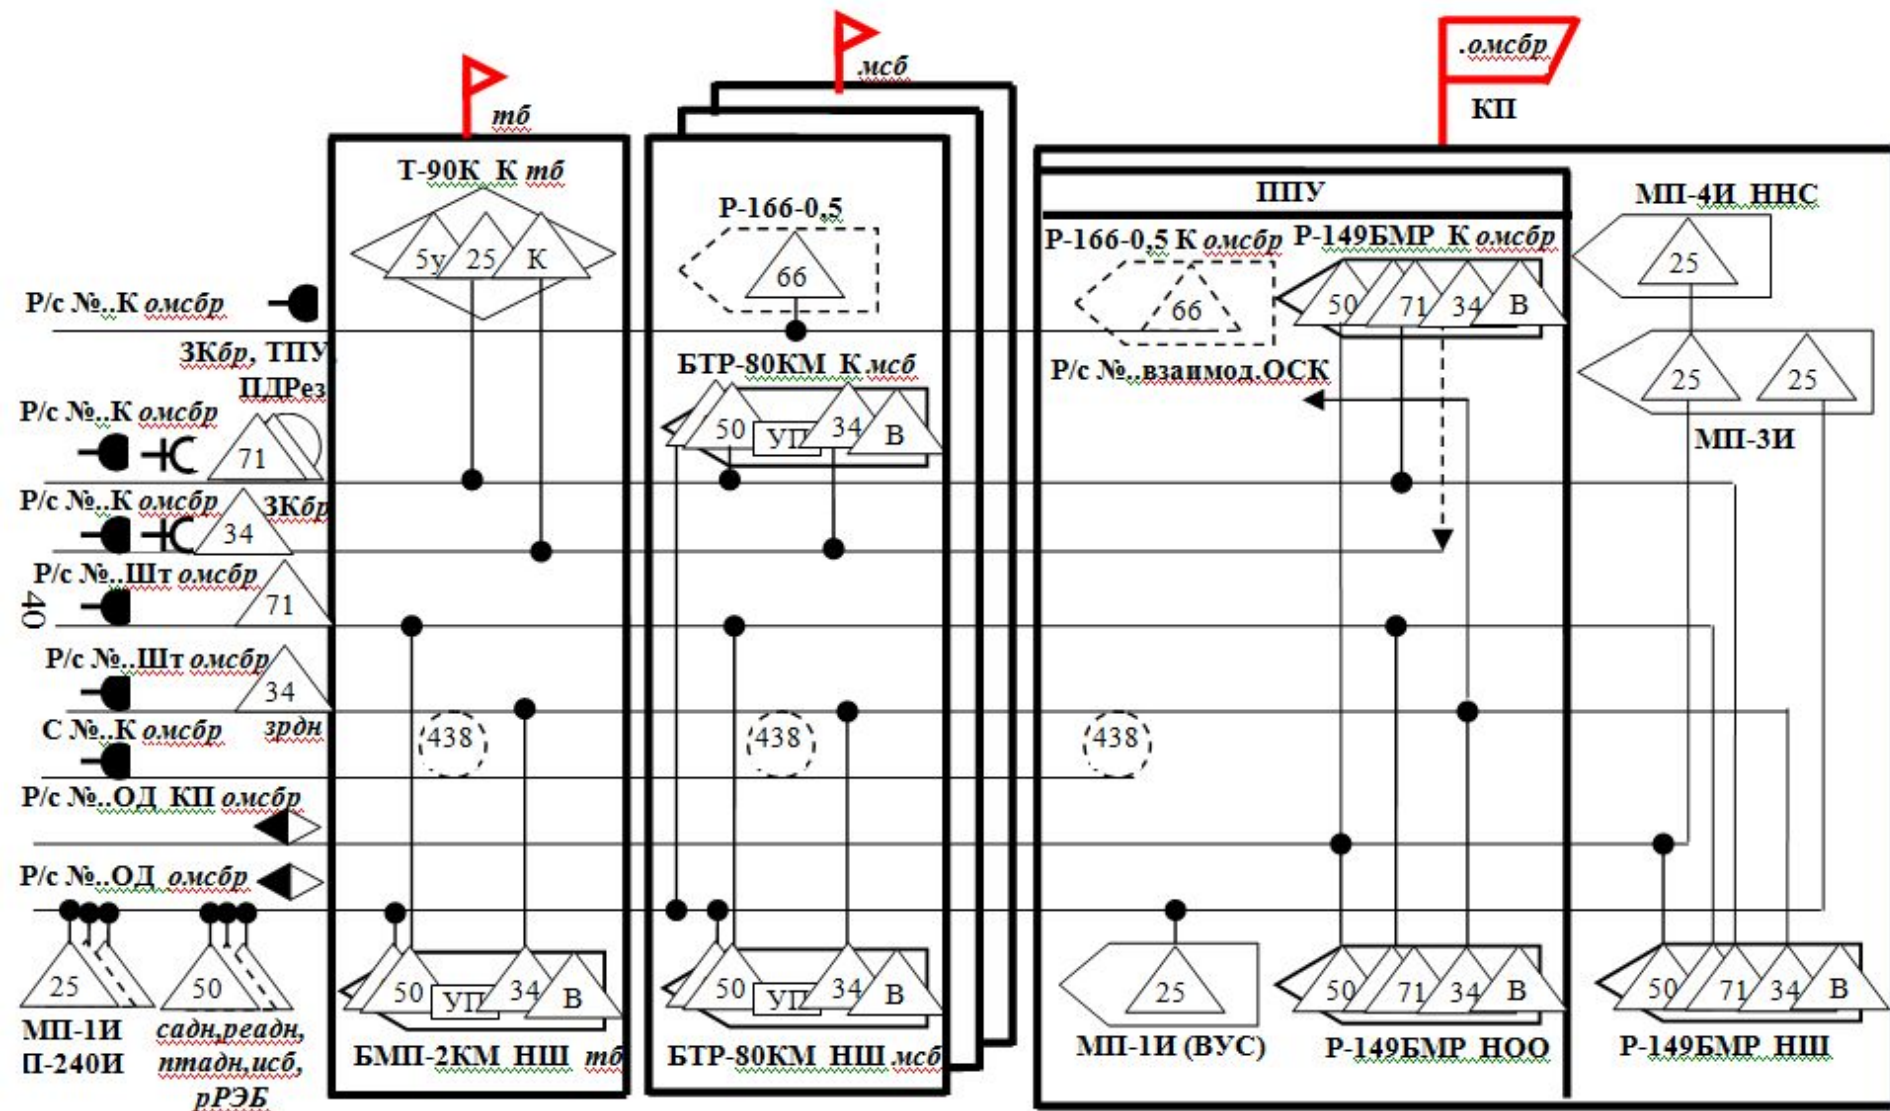 .омсбр
КП
.мсб
тб
Т-90К К тб
5у 25 К
Р-166-0,5
66
ППУ
МП-4И ННС
25
Р-166-0,5 К омсбр
66
Р-149БМР К омсбр
50 71 34 В
Р/с №..К омсбр
ЗКбр, ТПУ,
ПДРез
БТР-80КМ К мсб
50 УП 34 В
Р/с №..взаимод.ОСК
25 25
МП-3И
Р/с №..К омсбр
71
Р/с №..К омсбр
ЗКбр
34
Р/с №..Шт омсбр
71
40
Р/с №..Шт омсбр
34
зрдн
С №..К омсбр
438 438 438
Р/с №..ОД КП омсбр
Р/с №..ОД омсбр
25 50
50 УП 34 В
50 УП 34 В
25
50 71 34 В
50 71 34 В
МП-1И
П-240И
садн,реадн,
птадн,исб,
рРЭБ
БМП-2КМ НШ тб
БТР-80КМ НШ мсб
МП-1И (ВУС)
Р-149БМР НОО
Р-149БМР НШ